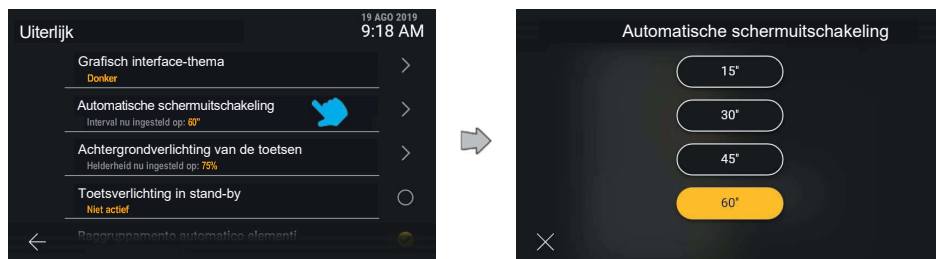 19 AGO 2019
Uiterlijk
9:18 AM
Grafisch interface-thema
Donker
Automatische schermuitschakeling
Interval nu ingesteld op: 60"
Achtergrondverlichting van de toetsen
Helderheid nu ingesteld op: 75%
Toetsverlichting in stand-by
Niet actief
Raggruppamento automatico elementi
Automatische schermuitschakeling
15"
30"
45"
60"